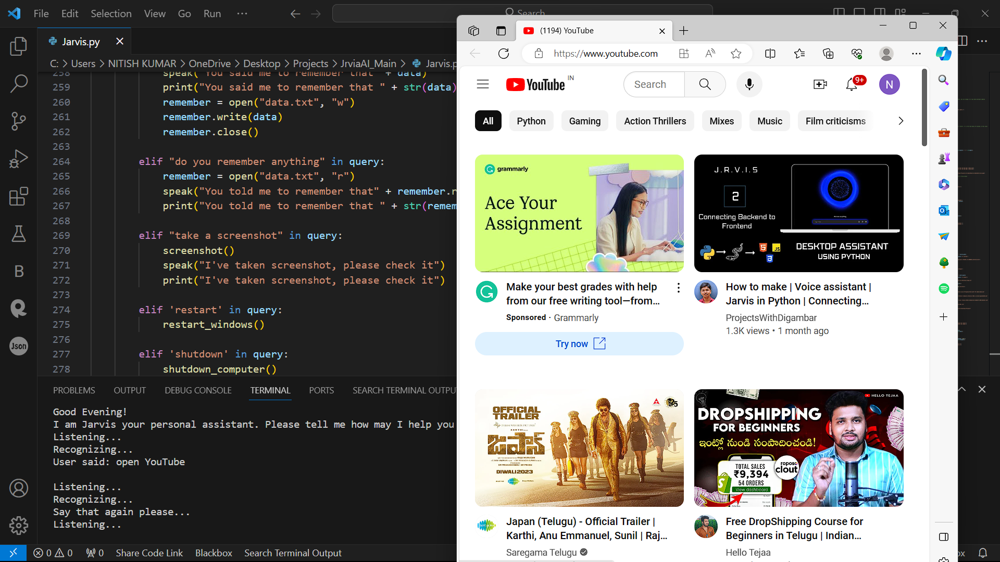 File Edit Selection View Go Run ···
Search
Jarvis.py
C: > Users > NITISH KUMAR > OneDrive > Desktop > Projects > JrviaAI_Main > Jarvis.p
258 speak("You said me to remember that " + data)
259 print("You said me to remember that " + str(data)
260 remember = open("data.txt", "w")
261 remember.write(data)
262 remember.close()
263
264 elif "do you remember anything" in query:
265 remember = open("data.txt", "r")
266 speak("You told me to remember that" + remember.r
267 print("You told me to remember that " + str(remem
268
269 elif "take a screenshot" in query:
270 screenshot()
271 speak("I've taken screenshot, please check it")
272 print("I've taken screenshot, please check it")
273
274 elif 'restart' in query:
275 restart_windows()
276
277 elif 'shutdown' in query:
278 shutdown_computer()
B
Json
PROBLEMS OUTPUT DEBUG CONSOLE TERMINAL PORTS SEARCH TERMINAL OUTPU
Good Evening!
I am Jarvis your personal assistant. Please tell me how may I help you
Listening...
Recognizing...
User said: open YouTube
Listening...
Recognizing...
Say that again please...
Listening...
0 0 0 Share Code Link Blackbox Search Terminal Output
(1194) YouTube
https://www.youtube.com
YouTube IN
Search
9+
N
All Python Gaming Action Thrillers Mixes Music Film criticisms
grammarly
Ace Your
Assignment
Make your best grades with help
from our free writing tool—from...
Sponsored · Grammarly
Try now
J.R.V.I.S
2
Connecting Backend to
Frontend
JS
DESKTOP ASSISTANT
USING PYTHON
How to make | Voice assistant |
Jarvis in Python | Connecting...
ProjectsWithDigambar
1.3K views • 1 month ago
OFFICIAL
TRAILER
KARTHI
జపాన్
DIWALI 2023
Japan (Telugu) - Official Trailer |
Karthi, Anu Emmanuel, Sunil | Raj...
Saregama Telugu
HELLO TEJAA
DROPSHIPPING
FOR BEGINNERS
ఇంట్లో నుండి సంపాదించండి!
TOTAL SALES
₹9,394
54 ORDERS
View dashboard
roposo
clout
Free DropShipping Course for
Beginners in Telugu | Indian...
Hello Tejaa
ox